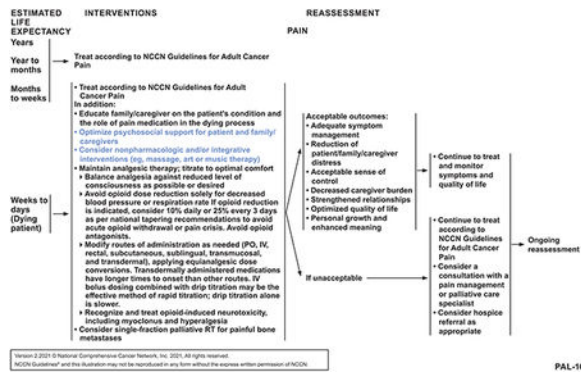 ESTIMATED
LIFE
EXPECTANCY
INTERVENTIONS
REASSESSMENT
PAIN
Years
Year to
months
Months
to weeks
Treat according to NCCN Guidelines for Adult Cancer
Pain
Weeks to
days
(Dying
patient)
• Treat according to NCCN Guidelines for Adult
Cancer Pain
In addition:
• Educate family/caregiver on the patient's condition and
the role of pain medication in the dying process
• Optimize psychosocial support for patient and family/
caregivers
• Consider nonpharmacologic and/or integrative
interventions (eg, massage, art or music therapy)
• Maintain analgesic therapy; titrate to optimal comfort
▸ Balance analgesia against reduced level of
consciousness as possible or desired
▸ Avoid opioid dose reduction solely for decreased
blood pressure or respiration rate If opioid reduction
is indicated, consider 10% daily or 25% every 3 days
as per national tapering recommendations to avoid
acute opioid withdrawal or pain crisis. Avoid opioid
antagonists.
▸ Modify routes of administration as needed (PO, IV,
rectal, subcutaneous, sublingual, transmucosal,
and transdermal), applying equianalgesic dose
conversions. Transdermally administered medications
have longer times to onset than other routes. IV
bolus dosing combined with drip titration may be the
effective method of rapid titration; drip titration alone
is slower.
▸ Recognize and treat opioid-induced neurotoxicity,
including myoclonus and hyperalgesia
• Consider single-fraction palliative RT for painful bone
metastases
Acceptable outcomes:
• Adequate symptom
management
• Reduction of
patient/family/caregiver
distress
• Acceptable sense of
control
• Decreased caregiver burden
• Strengthened relationships
• Optimized quality of life
• Personal growth and
enhanced meaning
If unacceptable
• Continue to treat
and monitor
symptoms and
quality of life
• Continue to treat
according to NCCN
Guidelines for Adult
Cancer Pain
• Consider a
consultation with a
pain management
or palliative care
specialist
• Consider hospice
referral as
appropriate
Ongoing
reassessment
Version 2.2021 © National Comprehensive Cancer Network, Inc. 2021, All rights reserved.
NCCN Guidelines® and this illustration may not be reproduced in any form without the express written permission of NCCN.